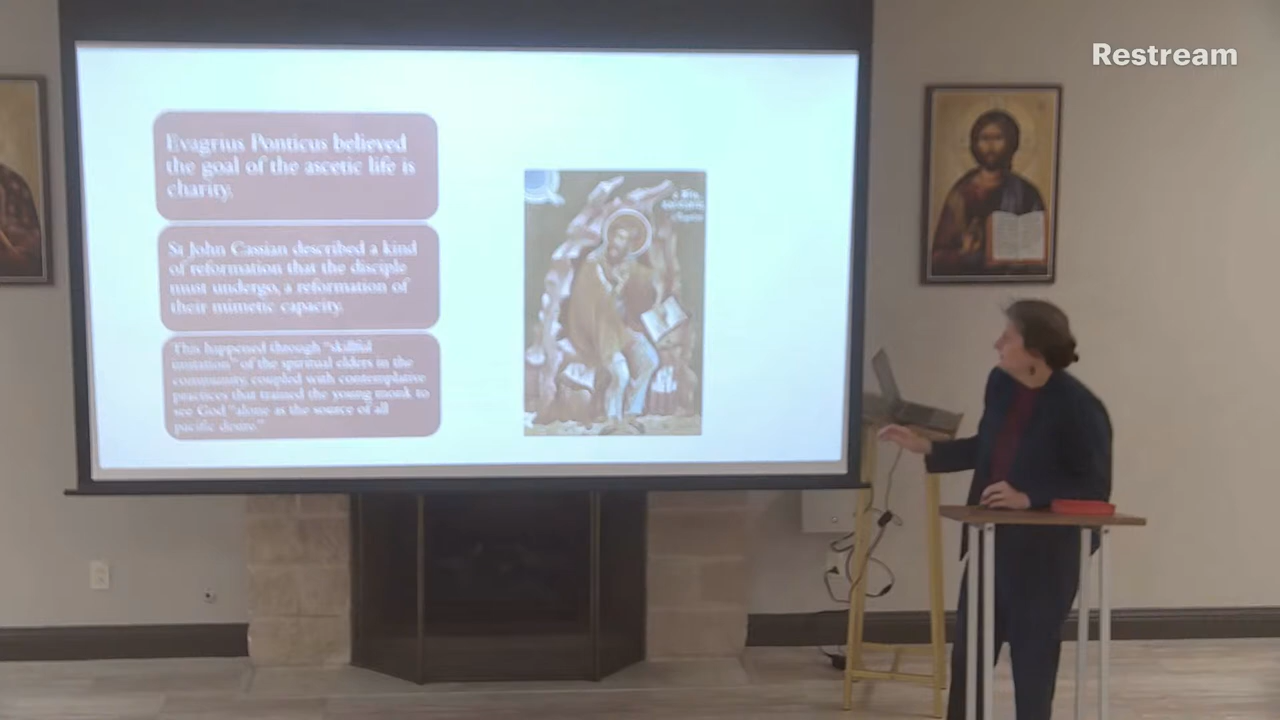 Restream
Evagrius Ponticus believed
the goal of the ascetic life is
charity.
St John Cassian described a kind
of reformation that the disciple
must undergo, a reformation of
their mimetic capacity.
This happened through "skillful
imitation" of the spiritual elders in the
community, coupled with contemplative
practices that trained the young monk to
see God "alone as the source of all
pacific desire."